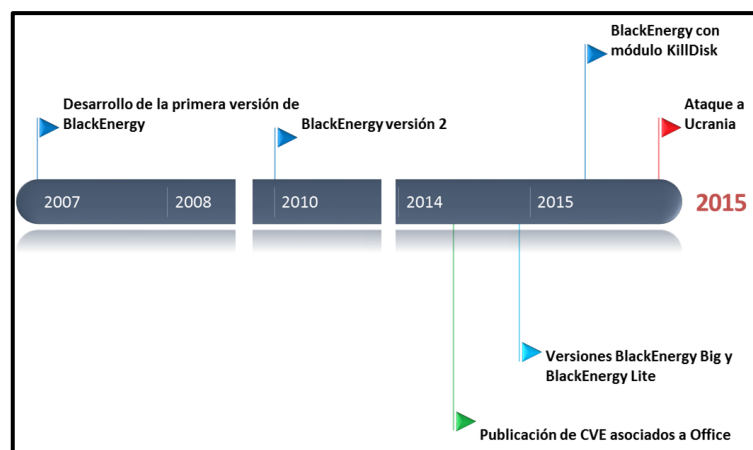 BlackEnergy con
módulo KillDisk
Desarrollo de la primera versión de
BlackEnergy
BlackEnergy versión 2
Ataque a
Ucrania
2007
2008
2010
2014
2015
2015
Versiones BlackEnergy Big y
BlackEnergy Lite
Publicación de CVE asociados a Office